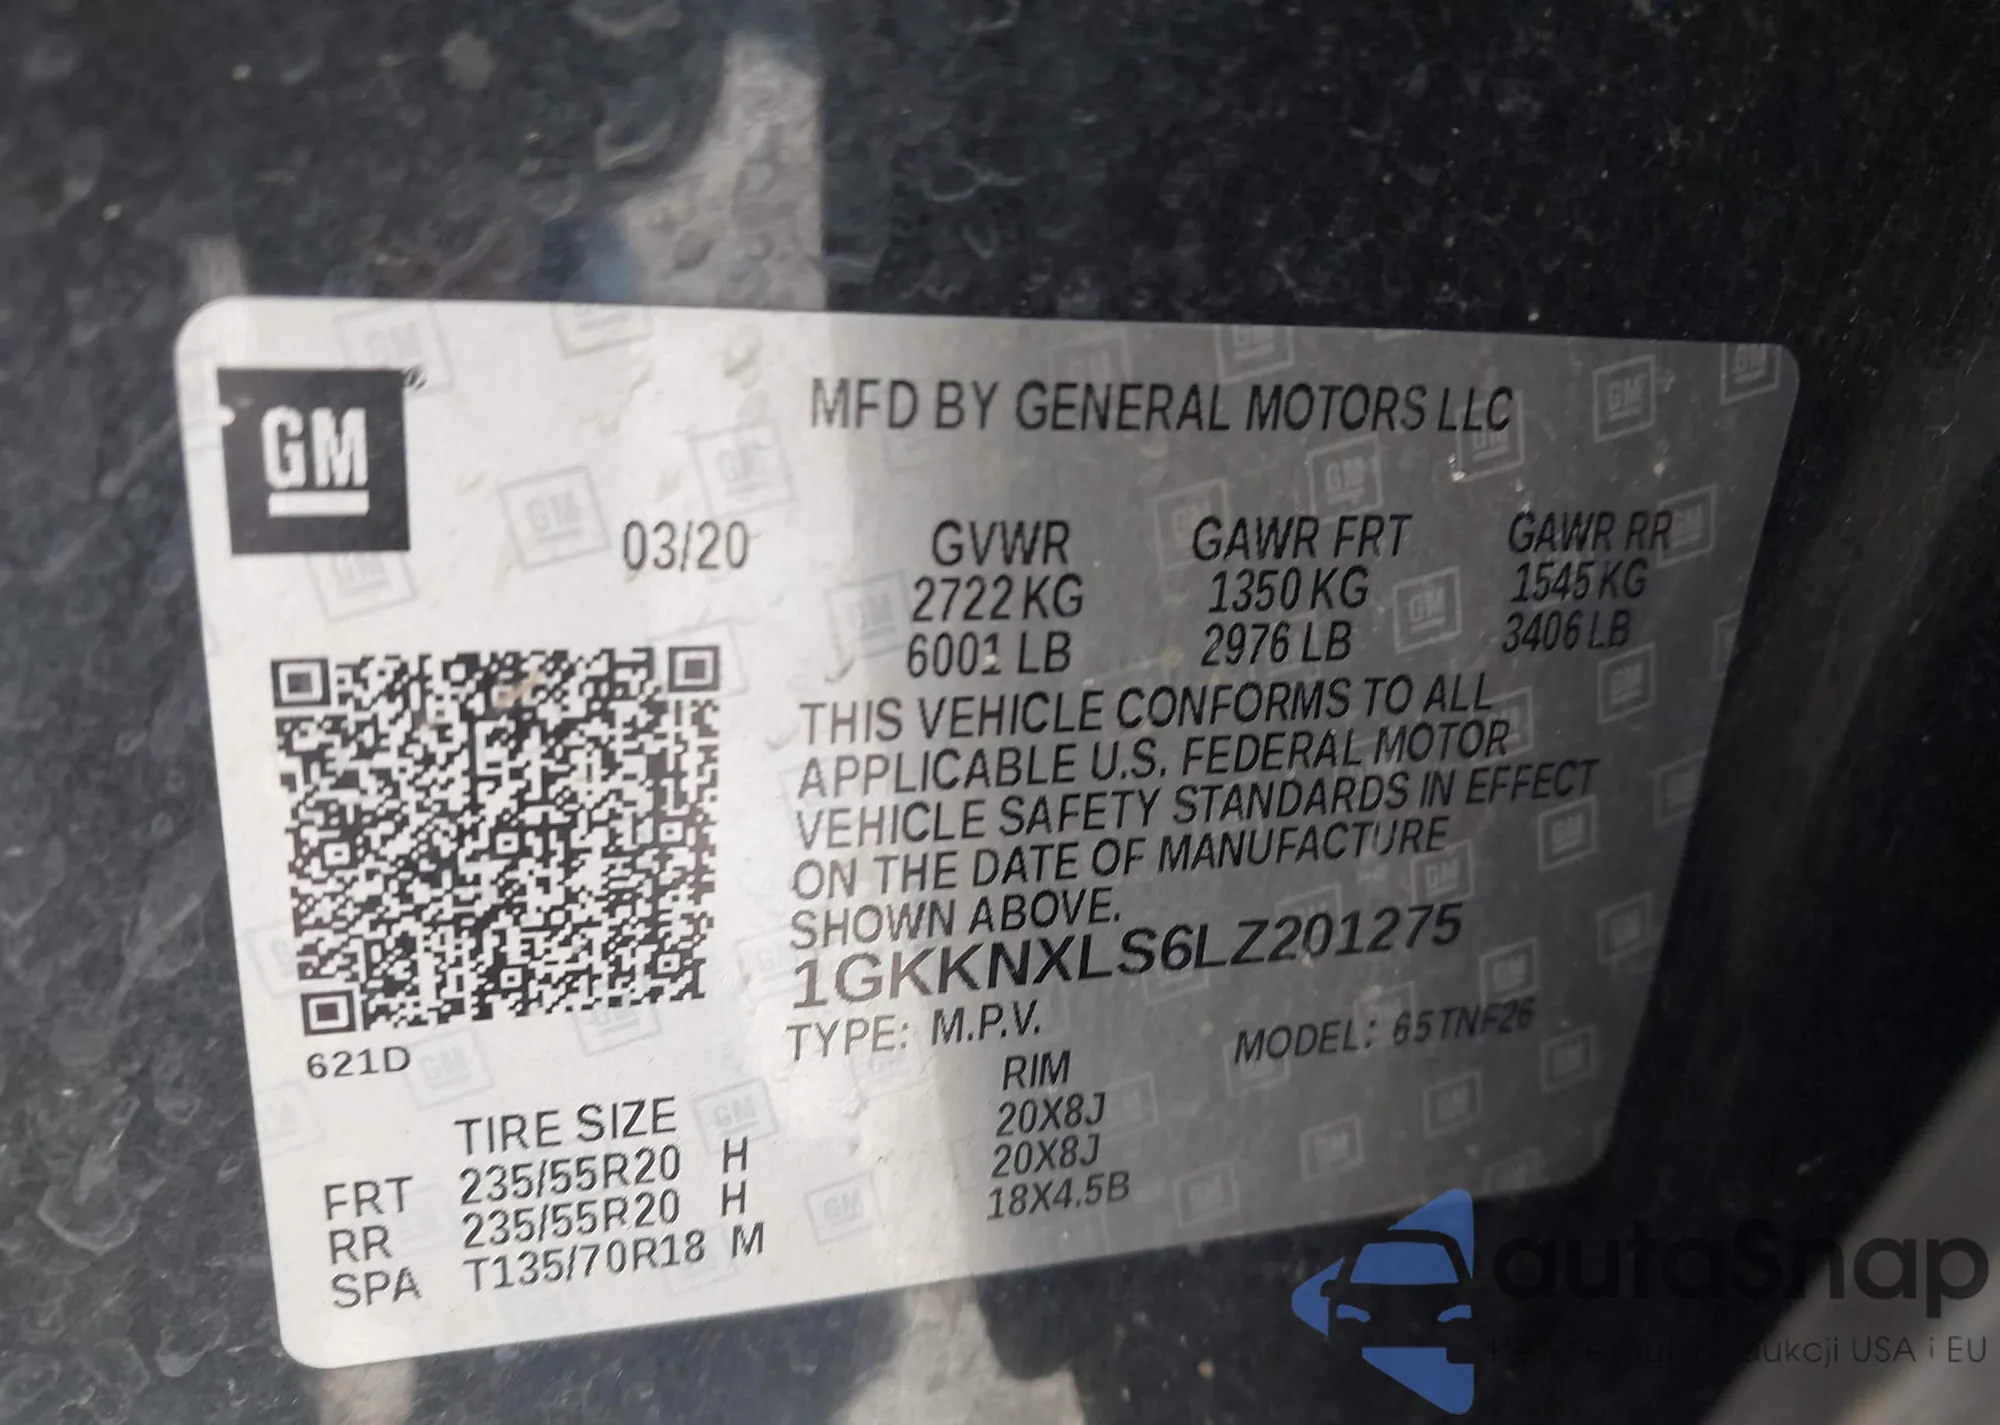 GM
MFD BY GENERAL MOTORS LLC
03/20 GVWR GAWR FRT GAWR RR
2722 KG 1350 KG 1545 KG
6001 LB 2976 LB 3406 LB
THIS VEHICLE CONFORMS TO ALL
APPLICABLE U.S. FEDERAL MOTOR
VEHICLE SAFETY STANDARDS IN EFFECT
ON THE DATE OF MANUFACTURE
SHOWN ABOVE.
1GKKNXLS6LZ201275
TYPE: M.P.V. MODEL: 65TNF26
621D
TIRE SIZE RIM
FRT 235/55R20 H 20X8J
RR 235/55R20 H 20X8J
SPA T135/70R18 M 18X4.5B
autaSnap
USA i EU